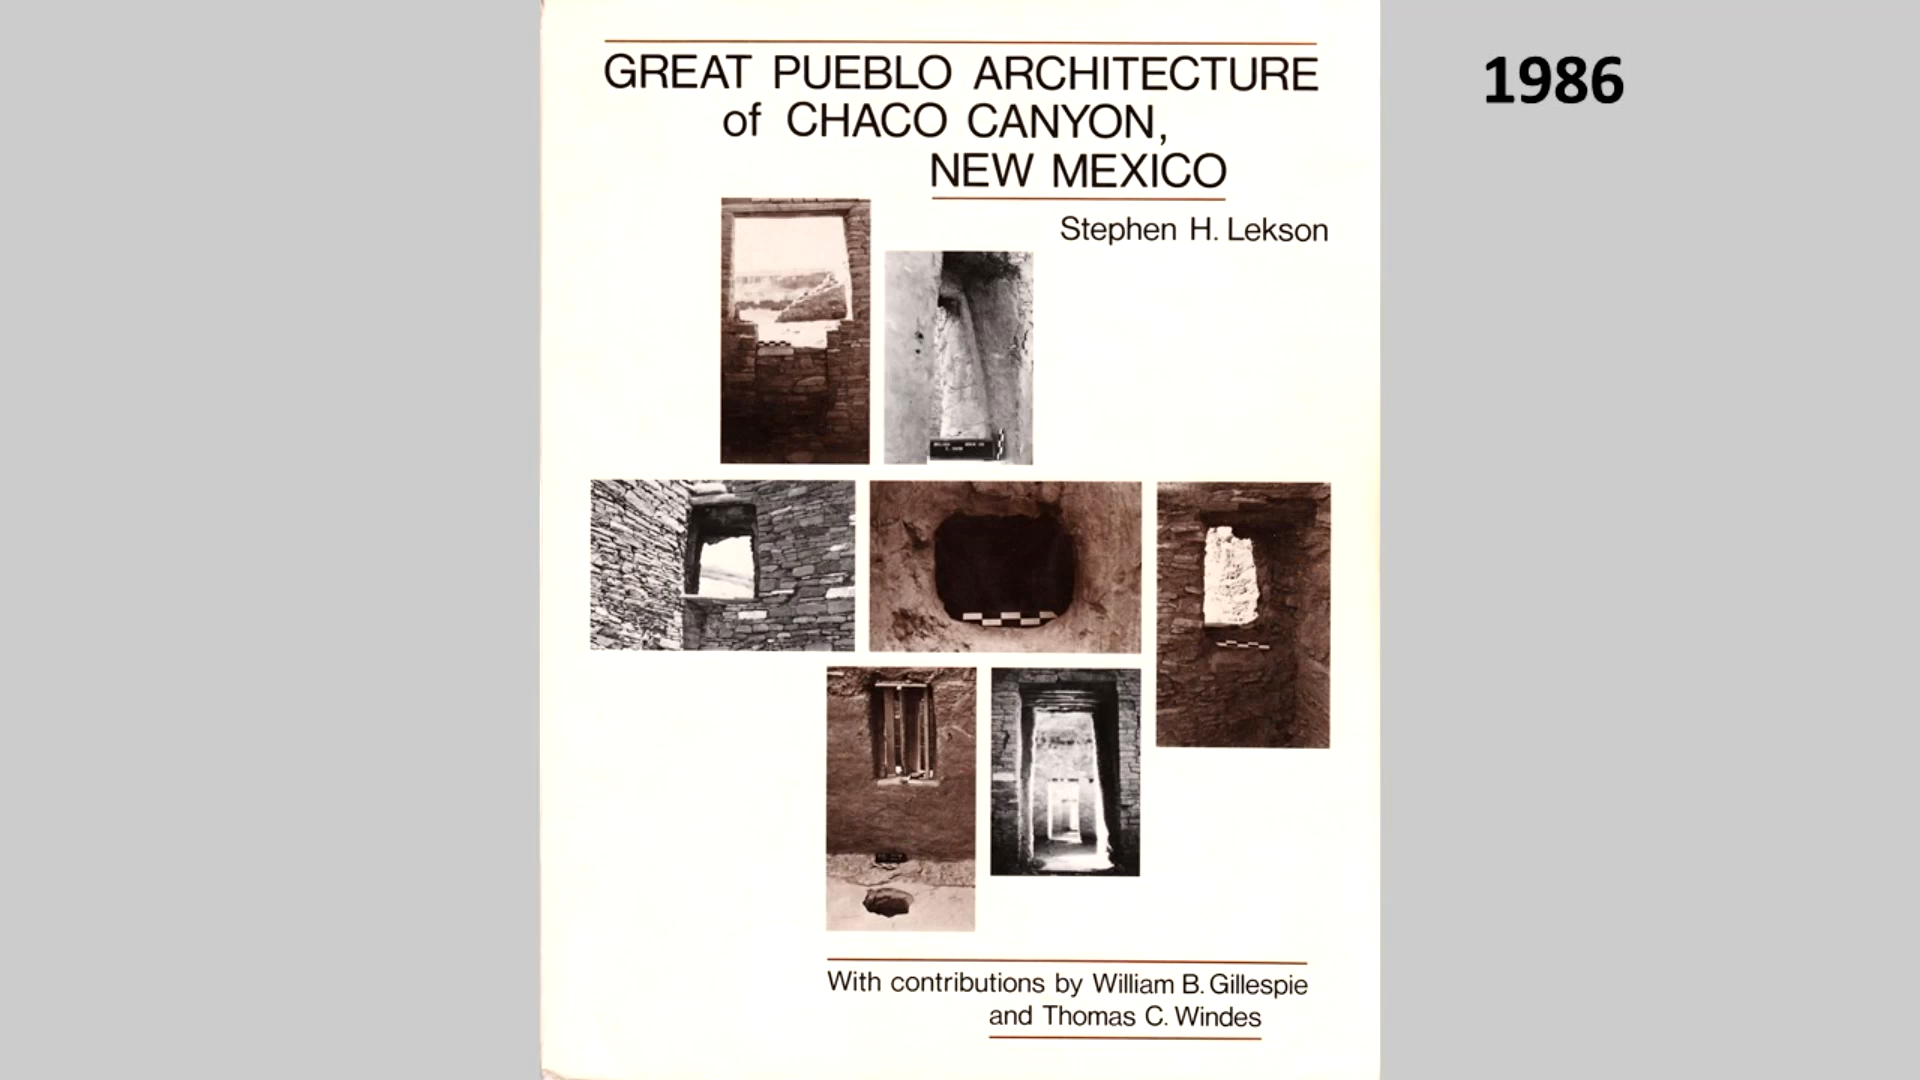 GREAT PUEBLO ARCHITECTURE
of CHACO CANYON,
NEW MEXICO
Stephen H. Lekson
With contributions by William B. Gillespie
and Thomas C. Windes
1986